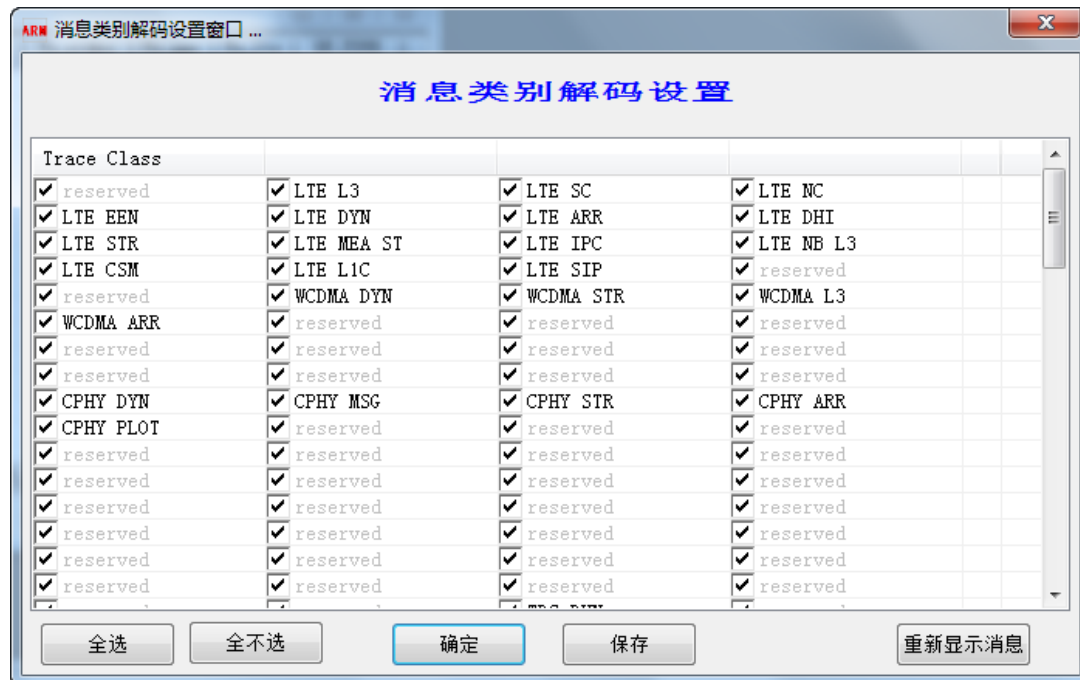 ARM 消息类别解码设置窗口 ...
X
消息类别解码设置
Trace Class
reserved LTE L3 LTE SC LTE NC
LTE EEN LTE DYN LTE ARR LTE DHI
LTE STR LTE MEA ST LTE IPC LTE NB L3
LTE CSM LTE L1C LTE SIP reserved
reserved WCDMA DYN WCDMA STR WCDMA L3
WCDMA ARR reserved reserved reserved
reserved reserved reserved reserved
reserved reserved reserved reserved
CPHY DYN CPHY MSG CPHY STR CPHY ARR
CPHY PLOT reserved reserved reserved
reserved reserved reserved reserved
reserved reserved reserved reserved
reserved reserved reserved reserved
reserved reserved reserved reserved
reserved reserved reserved reserved
reserved reserved reserved reserved
全选 全不选 确定 保存 重新显示消息